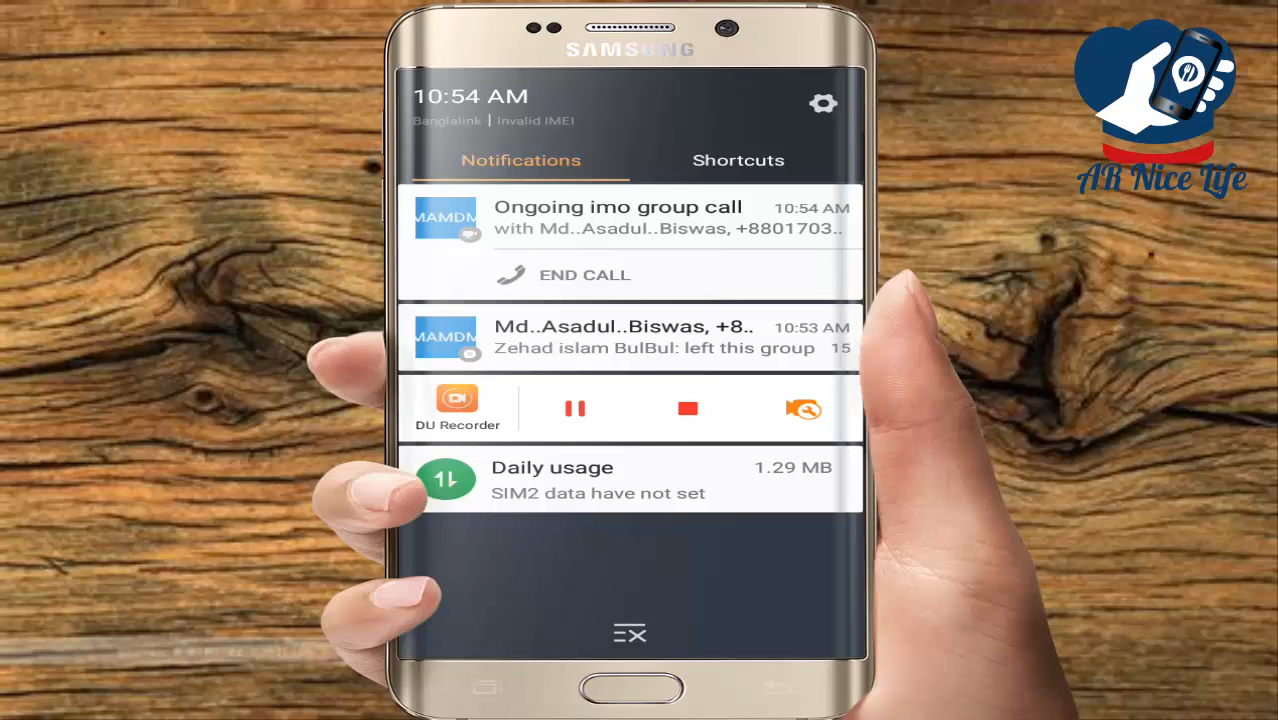 SAMSUNG
10:54 AM
Banglalink | Invalid IMEI
Notifications
Shortcuts
MAMDM
Ongoing imo group call 10:54 AM
with Md..Asadul..Biswas, +8801703..
END CALL
MAMDM
Md..Asadul..Biswas, +8.. 10:53 AM
Zehad islam BulBul: left this group 15
DU Recorder
Daily usage 1.29 MB
SIM2 data have not set
AR Nice Life